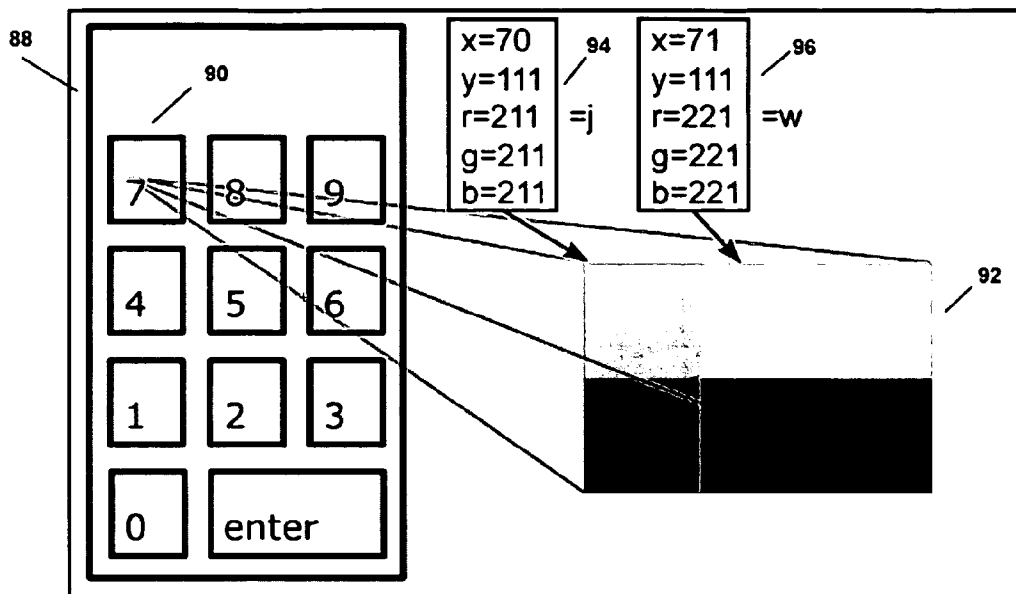 88
90
94
96
92
x=70
y=111
r=211 =j
g=211
b=211
x=71
y=111
r=221 =w
g=221
b=221
7 8 9
4 5 6
1 2 3
0 enter